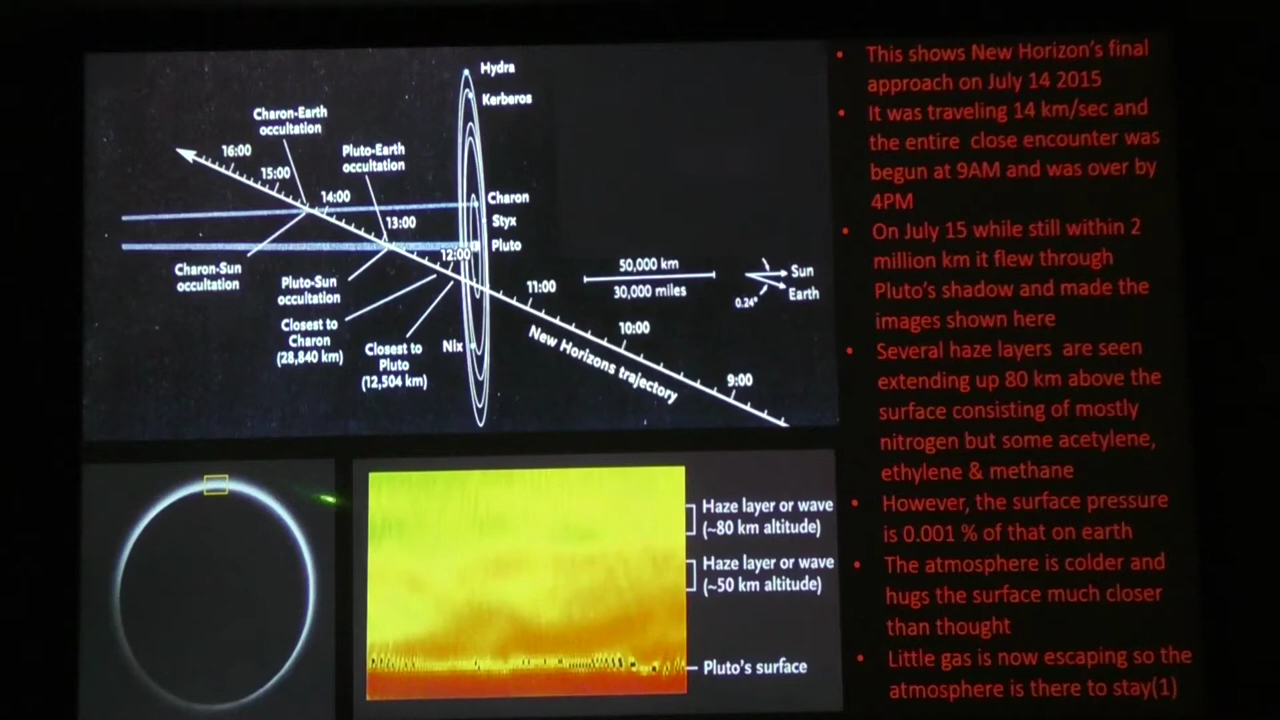 Hydra
Kerberos
Charon-Earth
occultation
Pluto-Earth
occultation
16:00
15:00
14:00
13:00
12:00
Charon
Styx
Pluto
Charon-Sun
occultation
Pluto-Sun
occultation
Closest to
Charon
(28,840 km)
Closest to
Pluto
(12,504 km)
Nix
11:00
10:00
9:00
New Horizons trajectory
50,000 km
30,000 miles
Sun
Earth
0.24°
Haze layer or wave
(~80 km altitude)
Haze layer or wave
(~50 km altitude)
Pluto's surface
• This shows New Horizon's final
approach on July 14 2015
• It was traveling 14 km/sec and
the entire close encounter was
begun at 9AM and was over by
4PM
• On July 15 while still within 2
million km it flew through
Pluto's shadow and made the
images shown here
• Several haze layers are seen
extending up 80 km above the
surface consisting of mostly
nitrogen but some acetylene,
ethylene & methane
• However, the surface pressure
is 0.001 % of that on earth
• The atmosphere is colder and
hugs the surface much closer
than thought
• Little gas is now escaping so the
atmosphere is there to stay(1)